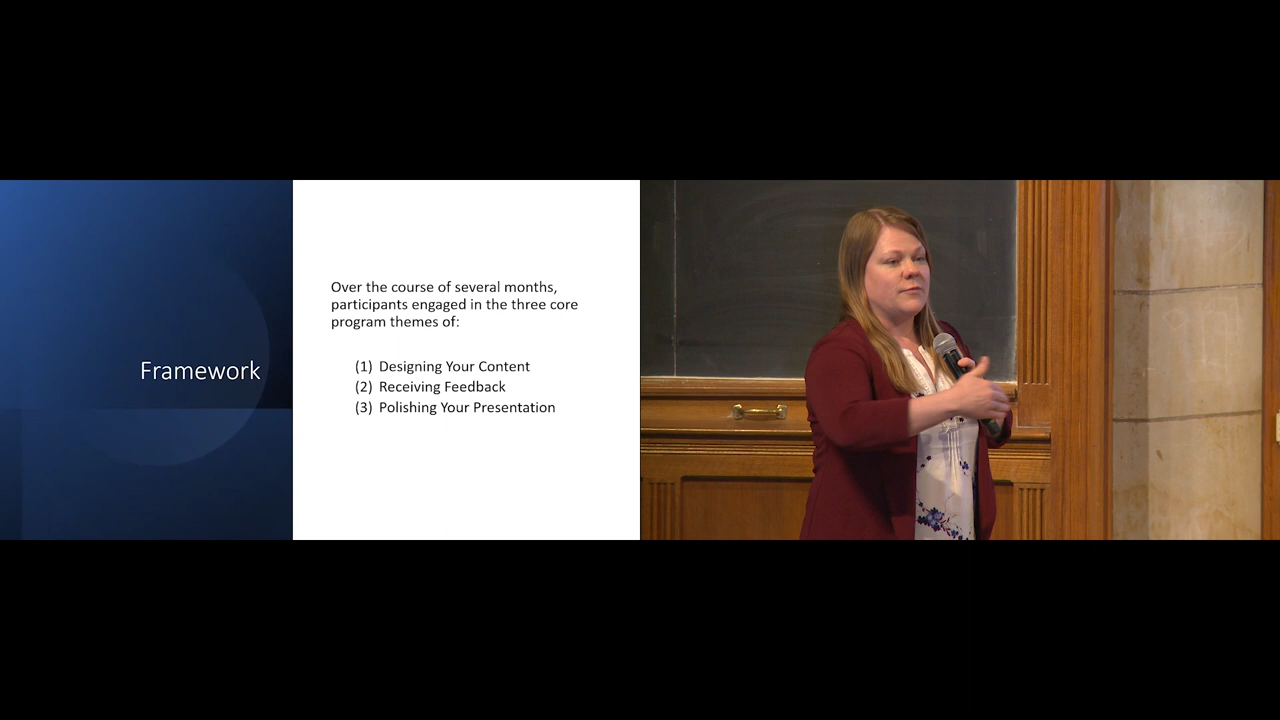 Framework
Over the course of several months,
participants engaged in the three core
program themes of:
(1) Designing Your Content
(2) Receiving Feedback
(3) Polishing Your Presentation